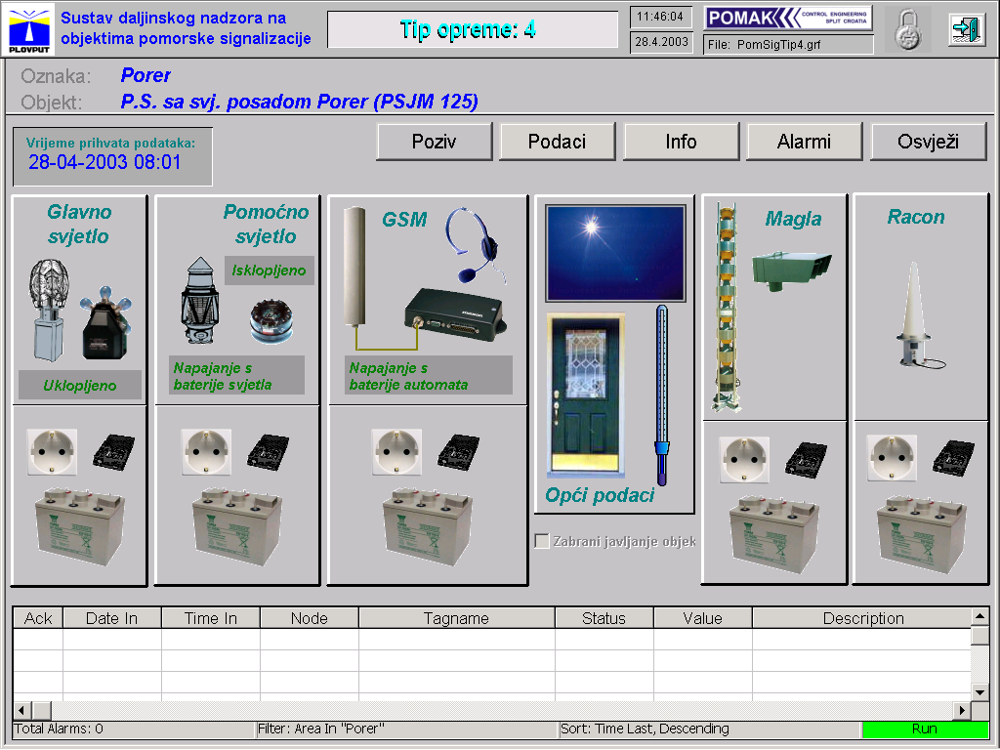 PLOVPUT
Sustav daljinskog nadzora na
objektima pomorske signalizacije
Tip opreme: 4
11:46:04
28.4.2003
POMAK
CONTROL ENGINEERING
SPLIT CROATIA
File: PomSigTip4.grf
Oznaka: Porer
Objekt: P.S. sa svj. posadom Porer (PSJM 125)
Vrijeme prihvata podataka:
28-04-2003 08:01
Poziv
Podaci
Info
Alarmi
Osvježi
Glavno
svjetlo
Uklopljeno
Pomoćno
svjetlo
Isklopljeno
Napajanje s
baterije svjetla
GSM
Napajanje s
baterije automata
Opći podaci
Zabrani javljanje objek
Magla
Racon
Ack Date In Time In Node Tagname Status Value Description
Total Alarms: 0
Filter: Area In "Porer"
Sort: Time Last, Descending
Run